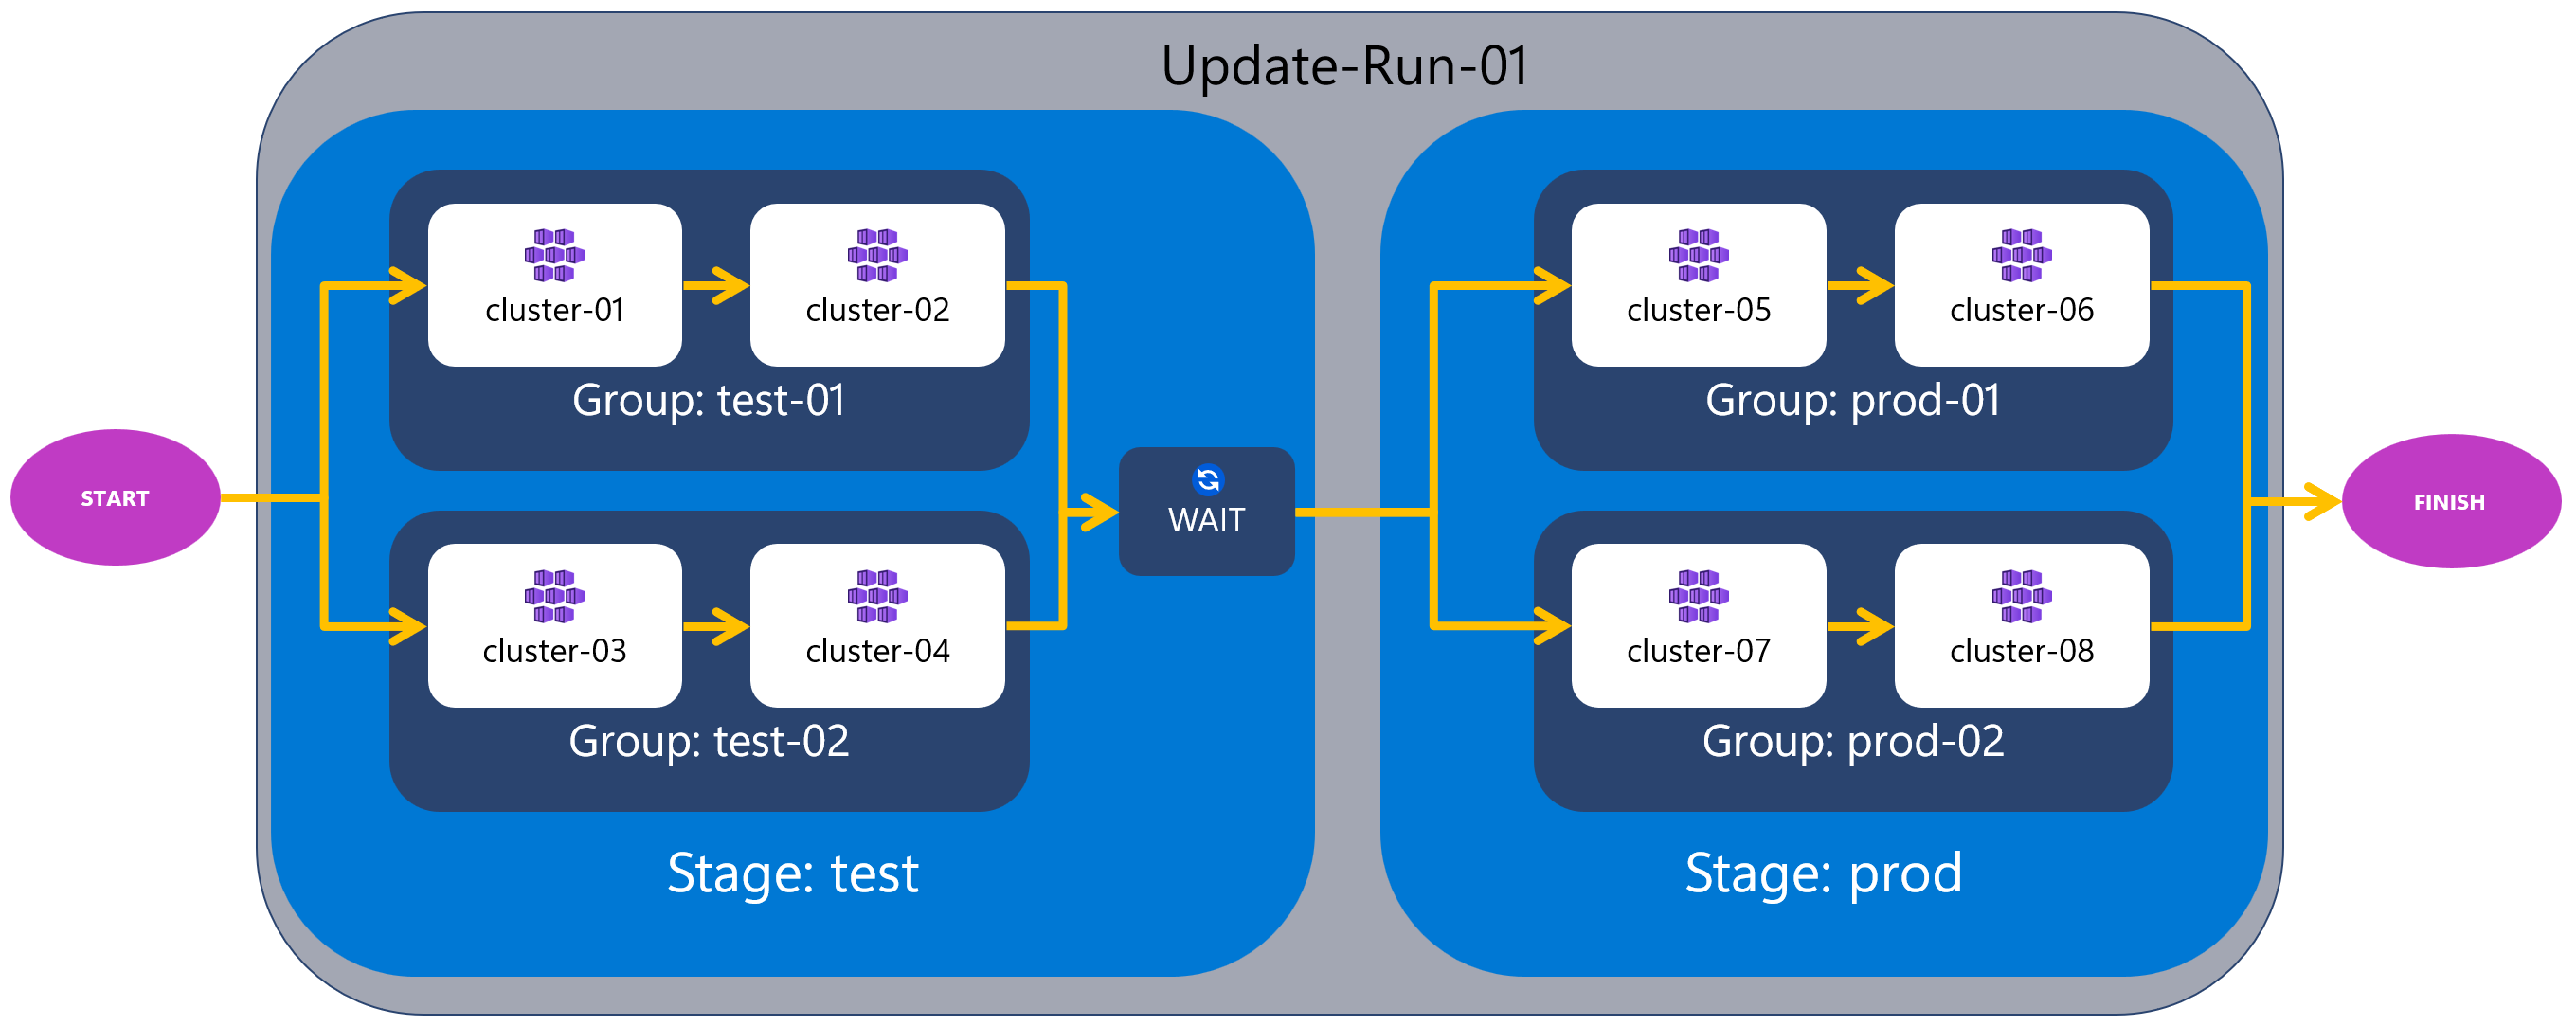 Update-Run-01
START
cluster-01
cluster-02
Group: test-01
cluster-03
cluster-04
Group: test-02
Stage: test
WAIT
cluster-05
cluster-06
Group: prod-01
cluster-07
cluster-08
Group: prod-02
Stage: prod
FINISH